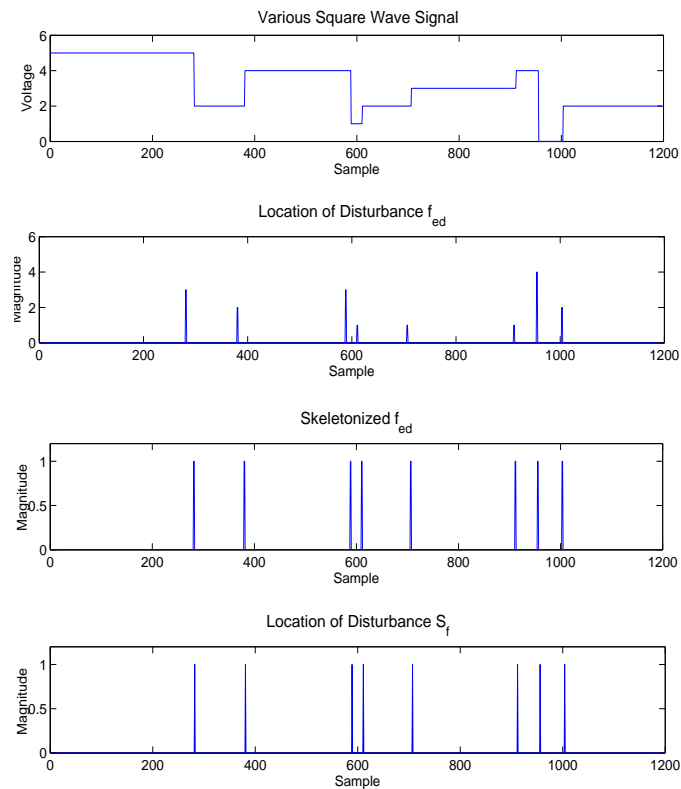 Various Square Wave Signal
6
4
2
0
Voltage
0 200 400 600 800 1000 1200
Sample
Location of Disturbance f_ed
6
4
2
0
Magnitude
0 200 400 600 800 1000 1200
Sample
Skeletonized f_ed
1
0.5
0
Magnitude
0 200 400 600 800 1000 1200
Sample
Location of Disturbance S_f
1
0.5
0
Magnitude
0 200 400 600 800 1000 1200
Sample